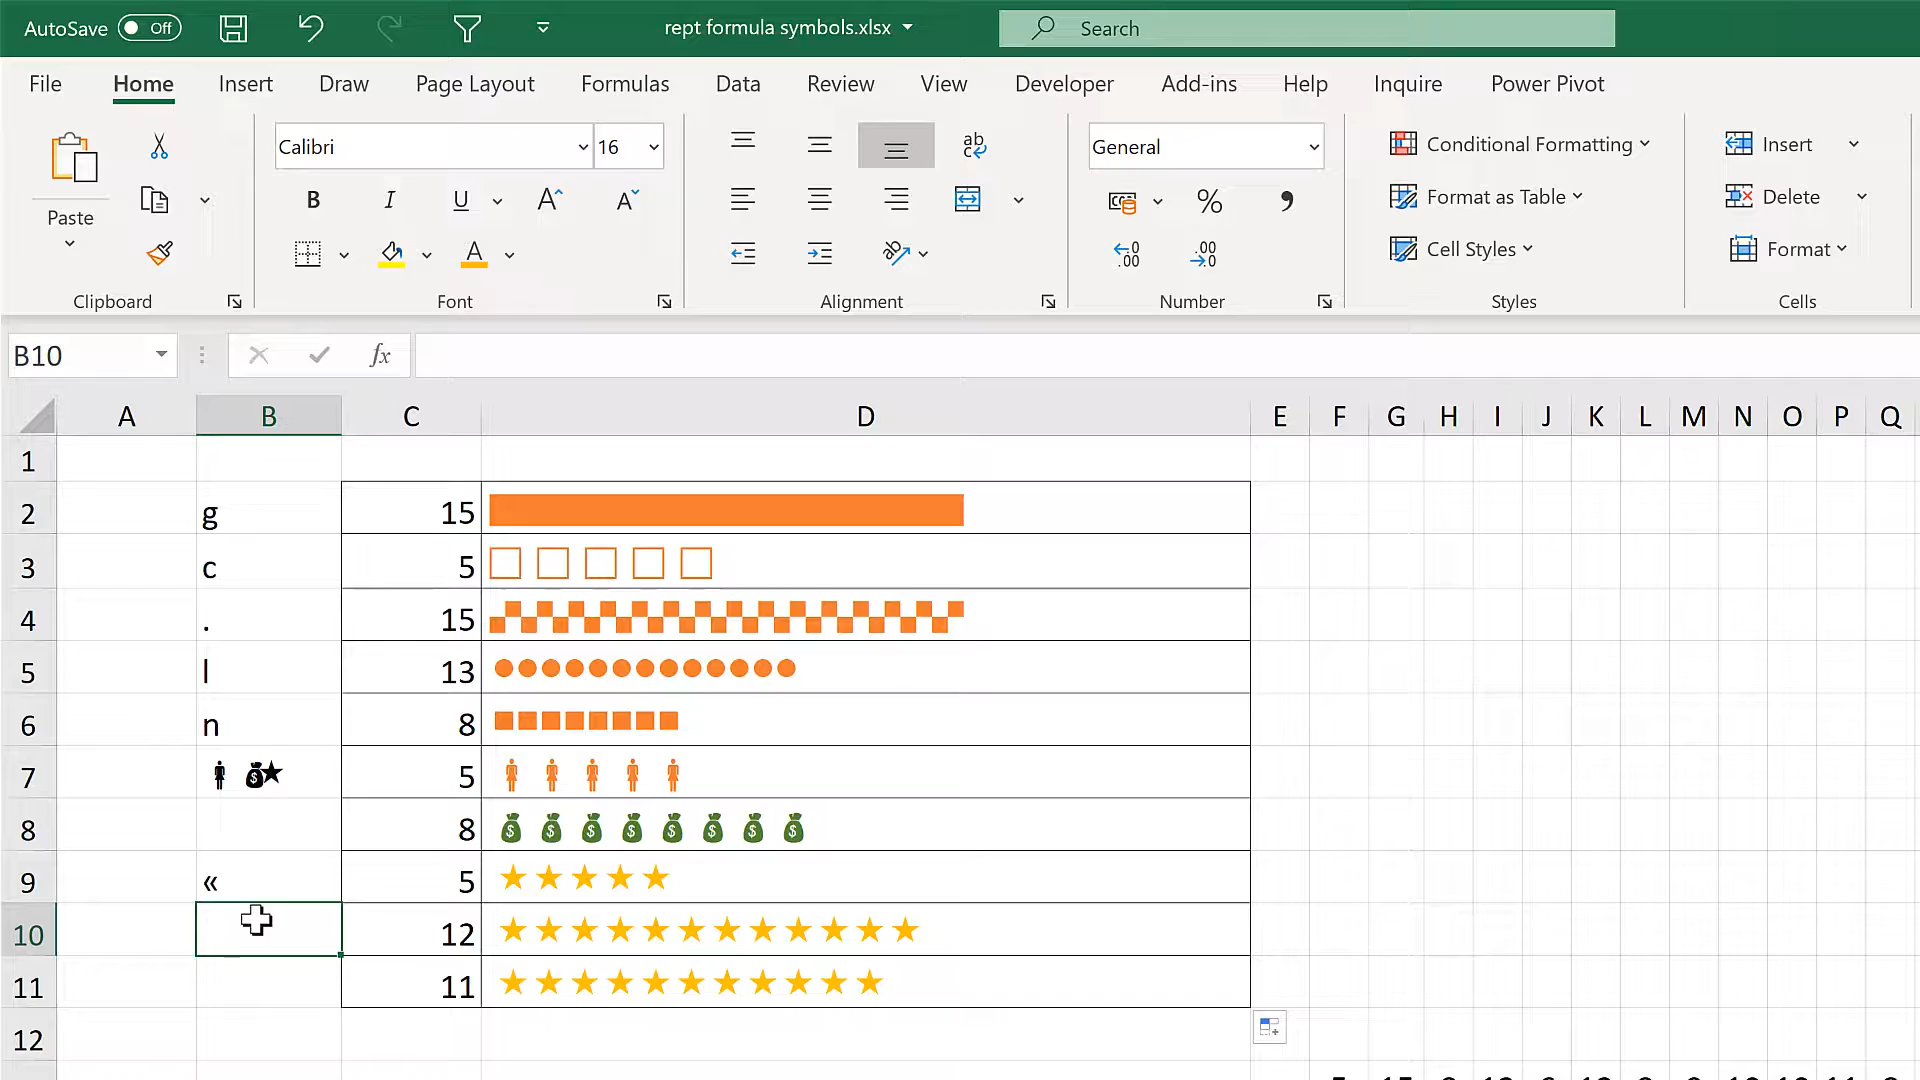 AutoSave Off rept formula symbols.xlsx Search
File Home Insert Draw Page Layout Formulas Data Review View Developer Add-ins Help Inquire Power Pivot
Calibri 16 General Conditional Formatting Insert
Paste B I U A A % Format as Table Delete
A Cell Styles Format
Clipboard Font Alignment Number Styles Cells
B10 fx
A B C D E F G H I J K L M N O P Q
1
2 g 15
3 c 5 □ □ □ □ □
4 . 15
5 l 13 ●●●●●●●●●●●●●
6 n 8 ■■■■■■■■
7 5
8 8
9 « 5 ★★★★★
10 12 ★★★★★★★★★★★★
11 11 ★★★★★★★★★★★
12